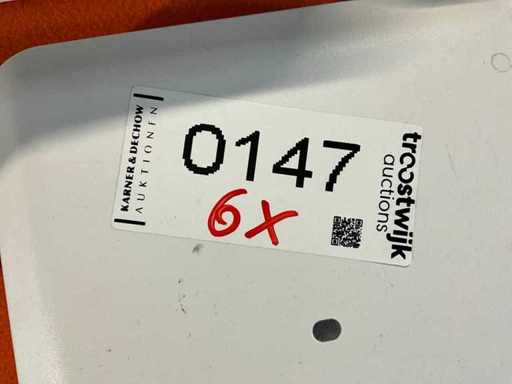 KARNER & DECHOW
AUKTIONEN
0147
6X
troostwijk
auctions